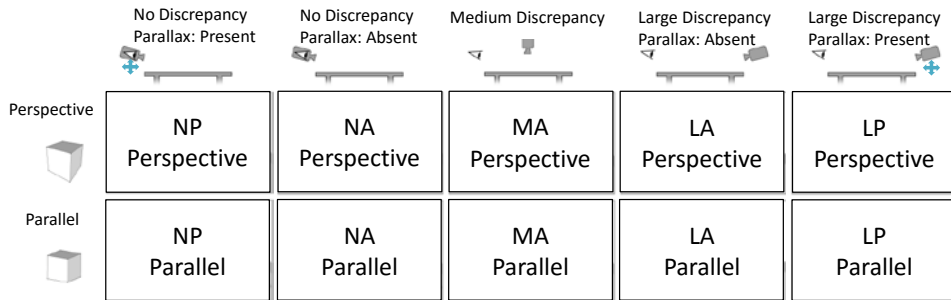 No Discrepancy
Parallax: Present
No Discrepancy
Parallax: Absent
Medium Discrepancy
Large Discrepancy
Parallax: Absent
Large Discrepancy
Parallax: Present
Perspective
NP
Perspective
NA
Perspective
MA
Perspective
LA
Perspective
LP
Perspective
Parallel
NP
Parallel
NA
Parallel
MA
Parallel
LA
Parallel
LP
Parallel